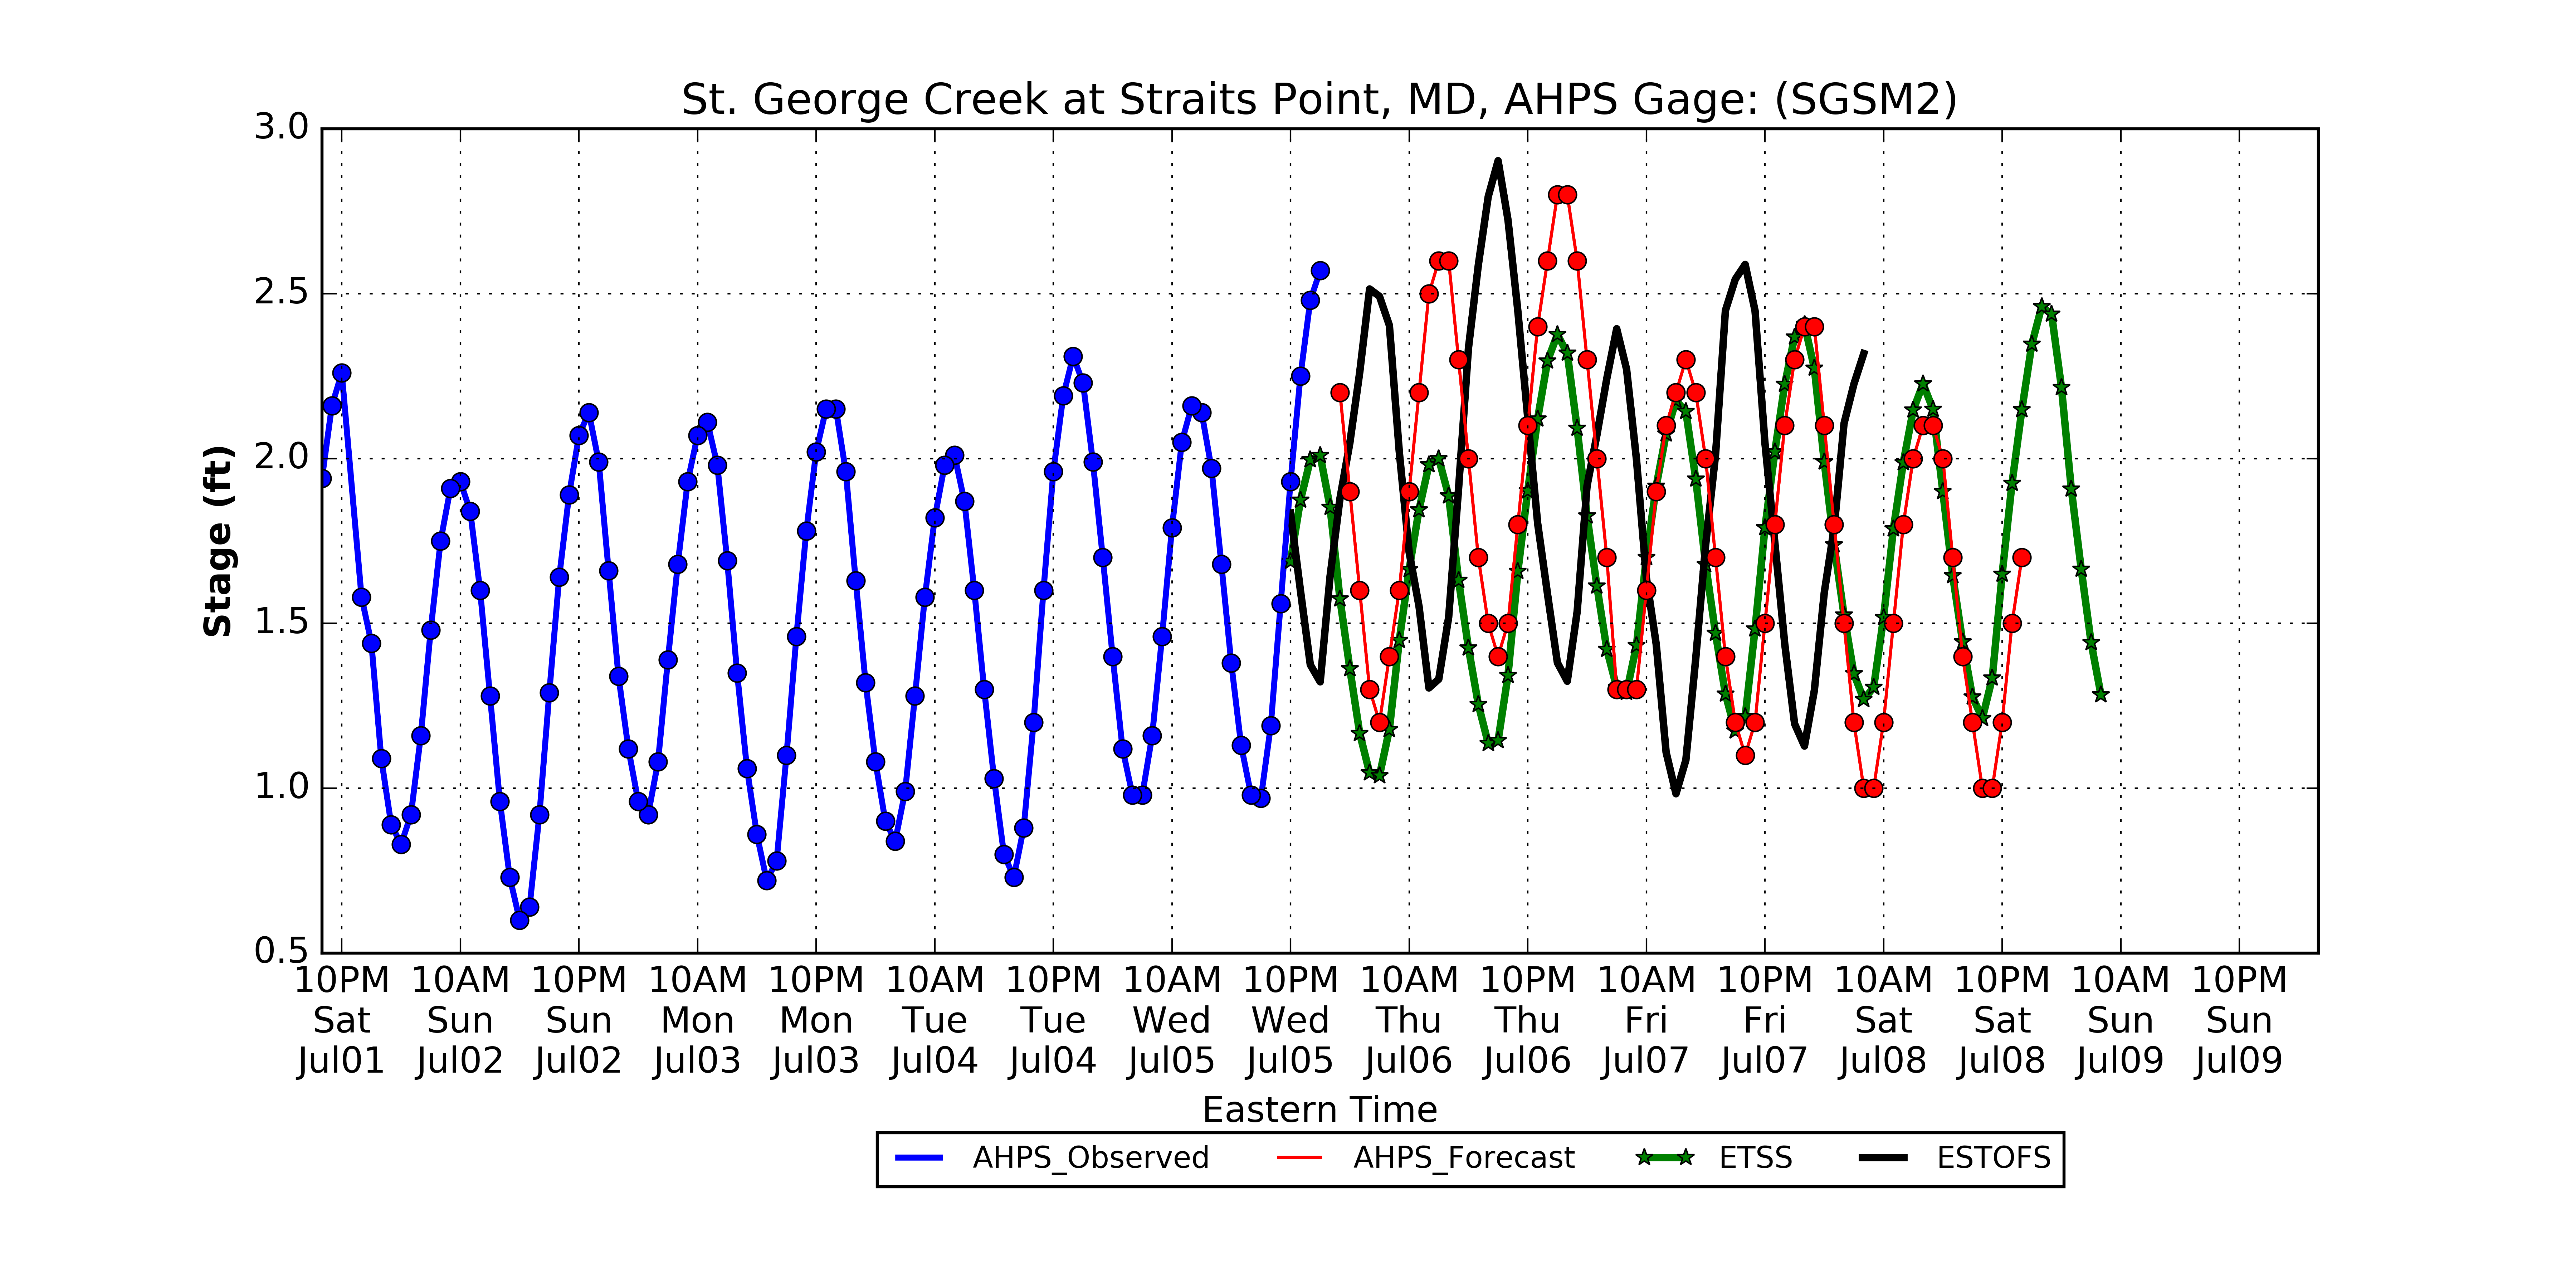 St. George Creek at Straits Point, MD, AHPS Gage: (SGSM2)
3.0
2.5
2.0
1.5
1.0
0.5
Stage (ft)
10PM 10AM 10PM 10AM 10PM 10AM 10PM 10AM 10PM 10AM 10PM 10AM 10PM 10AM 10PM 10AM 10PM
Sat Sun Sun Mon Mon Tue Tue Wed Wed Thu Thu Fri Fri Sat Sat Sun Sun
Jul01 Jul02 Jul02 Jul03 Jul03 Jul04 Jul04 Jul05 Jul05 Jul06 Jul06 Jul07 Jul07 Jul08 Jul08 Jul09 Jul09
Eastern Time
AHPS_Observed AHPS_Forecast ETSS ESTOFS